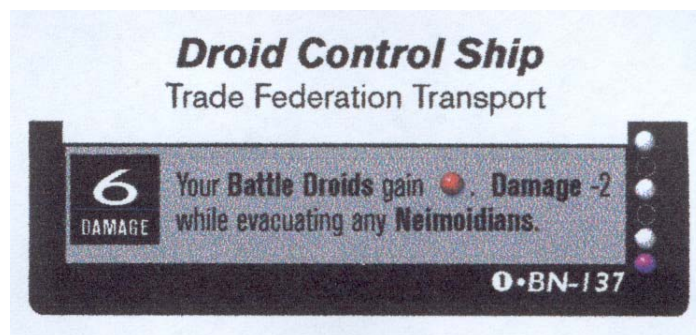 Droid Control Ship
Trade Federation Transport
6
DAMAGE
Your Battle Droids gain . Damage -2
while evacuating any Neimoidians.
❶•BN-137